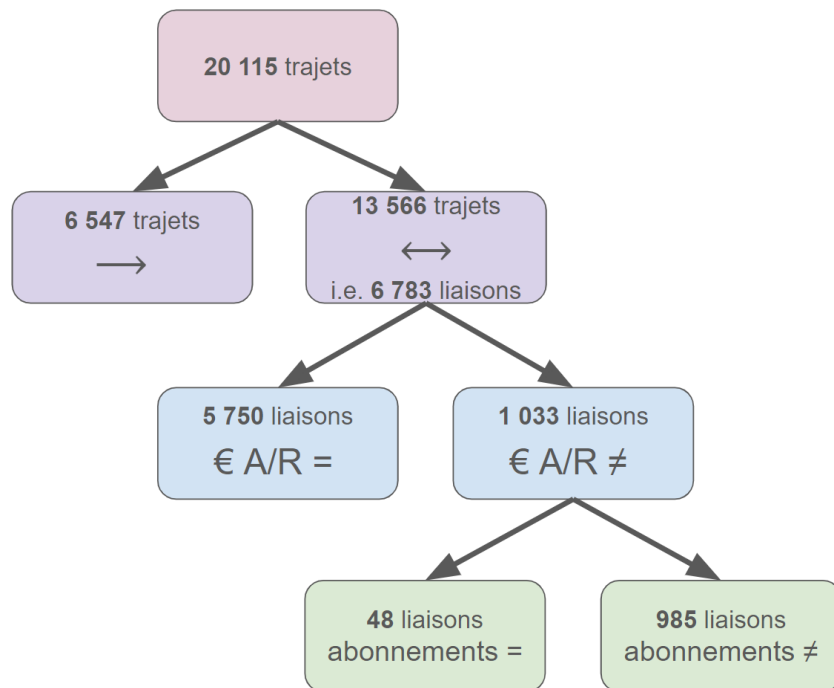 20 115 trajets
6 547 trajets
→
13 566 trajets
↔
i.e. 6 783 liaisons
5 750 liaisons
€ A/R =
1 033 liaisons
€ A/R ≠
48 liaisons
abonnements =
985 liaisons
abonnements ≠